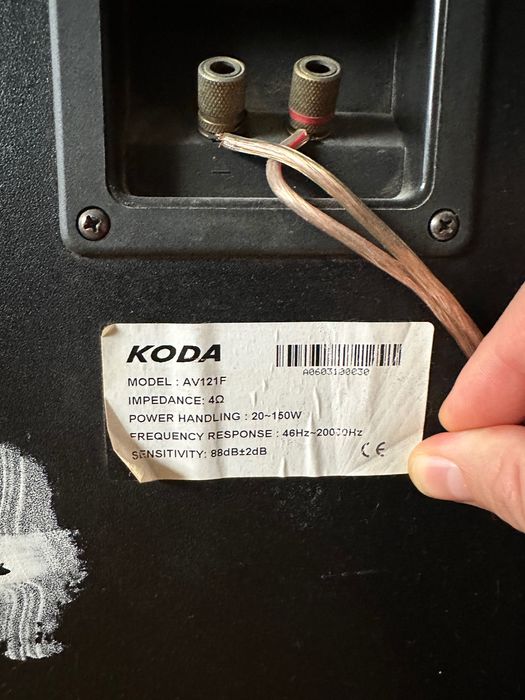 KODA
A0603100030
MODEL : AV121F
IMPEDANCE: 4Ω
POWER HANDLING : 20~150W
FREQUENCY RESPONSE : 46Hz~20000Hz
SENSITIVITY: 88dB±2dB
CE